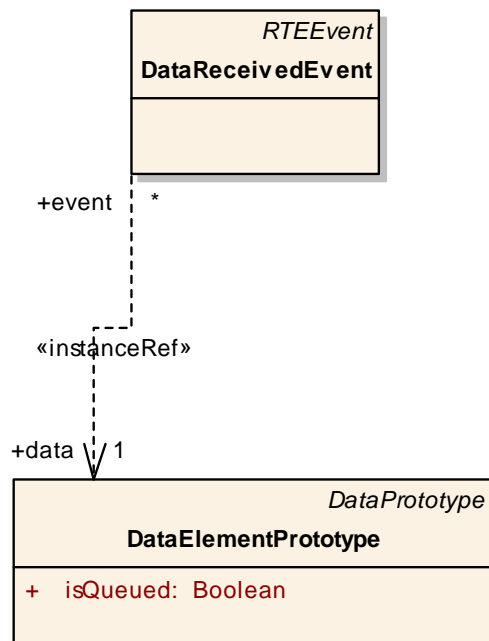 RTEEvent
DataReceivedEvent
+event *
«instanceRef»
+data 1
DataPrototype
DataElementPrototype
+ isQueued: Boolean